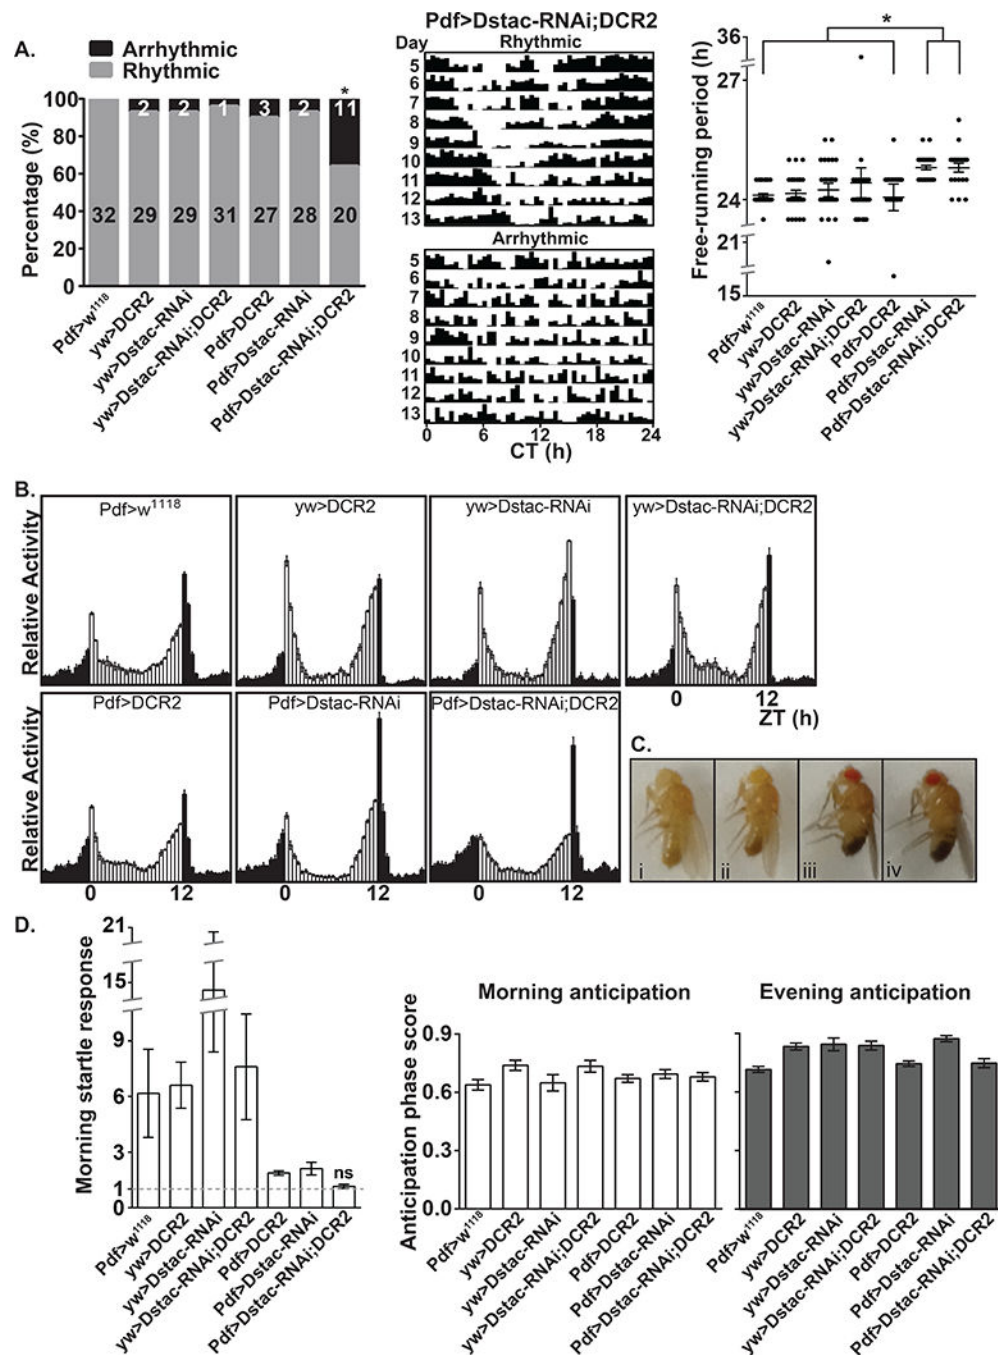 A.
Arrhythmic
Rhythmic
Percentage (%)
100
80
60
40
20
0
2 2 1 3 2 11
*
32 29 29 31 27 28 20
Pdf>w1118
yw>DCR2
yw>Dstac-RNAi
yw>Dstac-RNAi;DCR2
Pdf>DCR2
Pdf>Dstac-RNAi
Pdf>Dstac-RNAi;DCR2
Pdf>Dstac-RNAi;DCR2
Day
Rhythmic
5
6
7
8
9
10
11
12
13
Arrhythmic
5
6
7
8
9
10
11
12
13
0 6 12 18 24
CT (h)
Free-running period (h)
36
27
24
21
15
*
Pdf>w1118
yw>DCR2
yw>Dstac-RNAi
yw>Dstac-RNAi;DCR2
Pdf>DCR2
Pdf>Dstac-RNAi
Pdf>Dstac-RNAi;DCR2
B.
Relative Activity
Pdf>w1118
yw>DCR2
yw>Dstac-RNAi
yw>Dstac-RNAi;DCR2
0 12
ZT (h)
Relative Activity
Pdf>DCR2
Pdf>Dstac-RNAi
Pdf>Dstac-RNAi;DCR2
0 12
0 12
0 12
C.
i
ii
iii
iv
D.
Morning startle response
21
15
9
6
3
1
0
ns
Pdf>w1118
yw>DCR2
yw>Dstac-RNAi
yw>Dstac-RNAi;DCR2
Pdf>DCR2
Pdf>Dstac-RNAi
Pdf>Dstac-RNAi;DCR2
Anticipation phase score
0.9
0.6
0.3
0.0
Morning anticipation
Pdf>w1118
yw>DCR2
yw>Dstac-RNAi
yw>Dstac-RNAi;DCR2
Pdf>DCR2
Pdf>Dstac-RNAi
Pdf>Dstac-RNAi;DCR2
Evening anticipation
Pdf>w1118
yw>DCR2
yw>Dstac-RNAi
yw>Dstac-RNAi;DCR2
Pdf>DCR2
Pdf>Dstac-RNAi
Pdf>Dstac-RNAi;DCR2